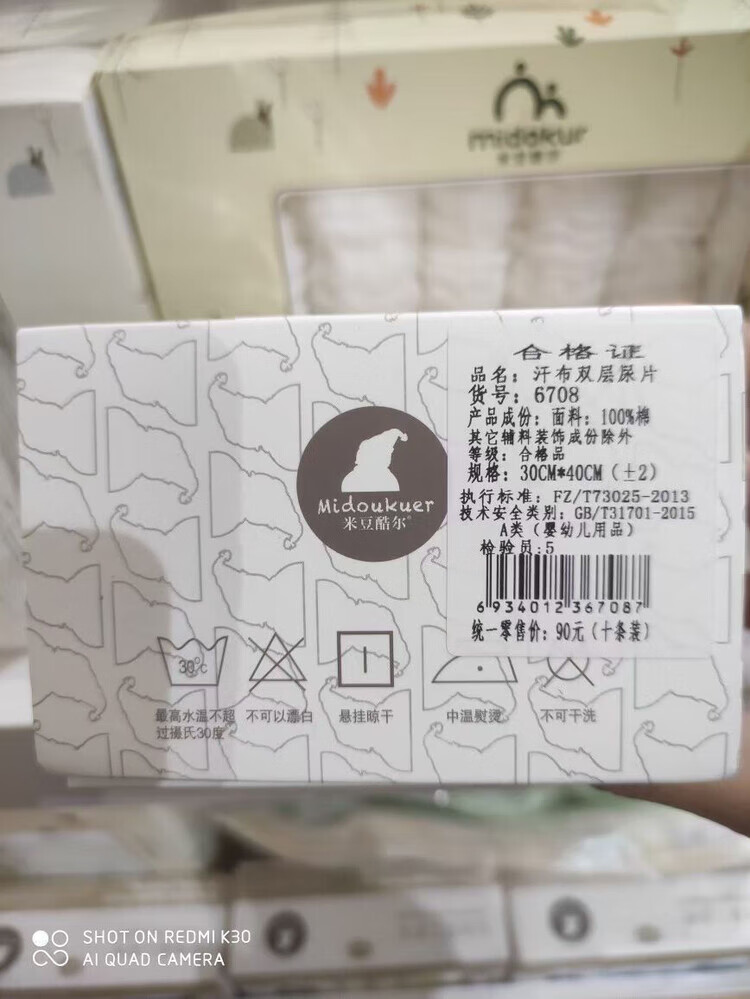 midokur
合格证
品名：汗布双层尿片
货号：6708
产品成份：面料：100%棉
其它辅料装饰成份除外
等级：合格品
规格：30CM*40CM（±2）
执行标准：FZ/T73025-2013
技术安全类别：GB/T31701-2015
A类（婴幼儿用品）
检验员:5
6934012367087
统一零售价：90元（十条装）
Midoukuer
米豆酷尔®
30℃
最高水温不超
过摄氏30度
不可以漂白
悬挂晾干
中温熨烫
不可干洗
SHOT ON REDMI K30
AI QUAD CAMERA